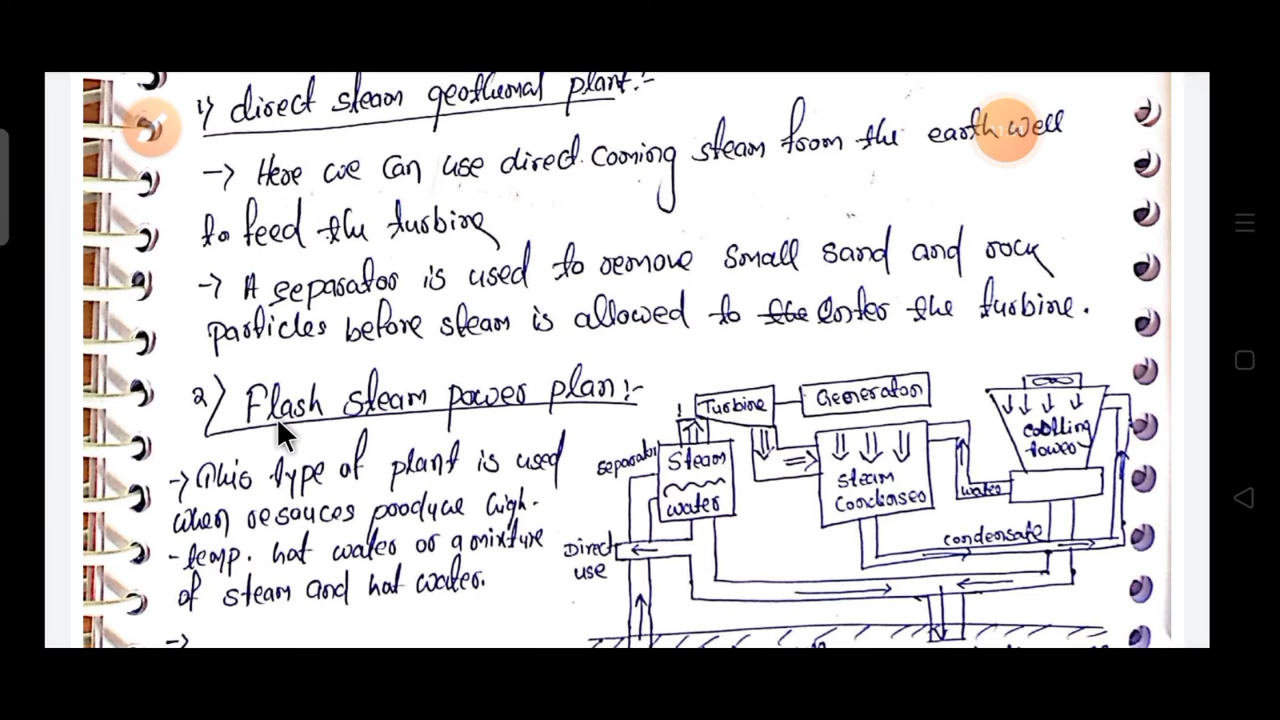 1) direct steam geothermal plant:-
→ Here we can use direct coming steam from the earth well
to feed the turbine
→ A separator is used to remove small sand and rock
particles before steam is allowed to the enter the turbine.
2) Flash steam power plan:-
→ This type of plant is used
when resouces produce high-
-temp. hot water or a mixture
of steam and hot water.
→
Turbine
Generator
Coolling
tower
separator
Steam
water
steam
Condenser
water
Direct
use
condensate